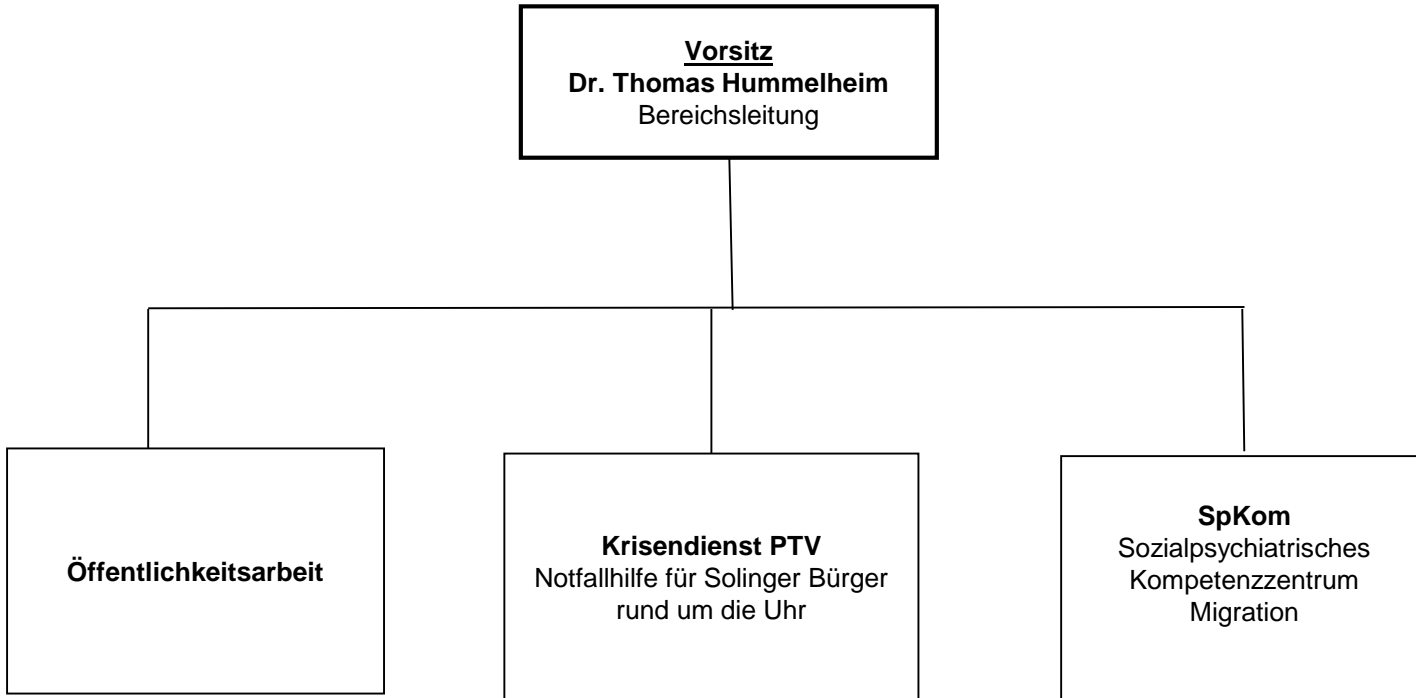 Vorsitz
Dr. Thomas Hummelheim
Bereichsleitung
Öffentlichkeitsarbeit
Krisendienst PTV
Notfallhilfe für Solinger Bürger
rund um die Uhr
SpKom
Sozialpsychiatrisches
Kompetenzzentrum
Migration